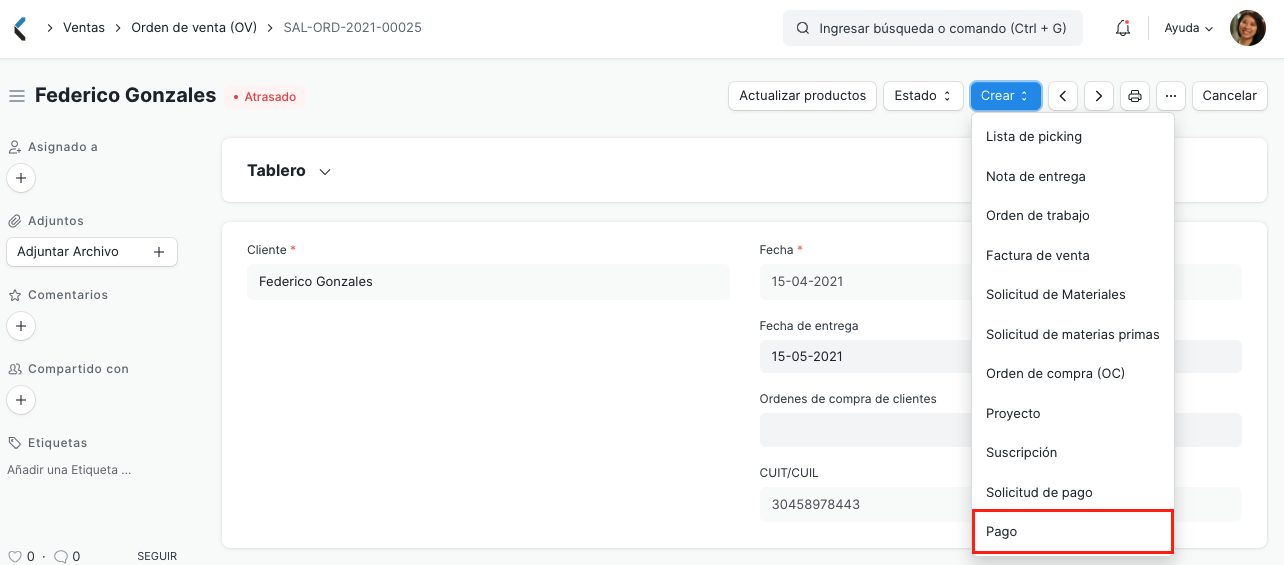 Ventas
Orden de venta (OV)
SAL-ORD-2021-00025
Ingresar búsqueda o comando (Ctrl + G)
Ayuda
Federico Gonzales
Atrasado
Actualizar productos
Estado
Crear
Cancelar
Asignado a
Adjuntos
Adjuntar Archivo
Comentarios
Compartido con
Etiquetas
Añadir una Etiqueta ...
0 · 0
SEGUIR
Tablero
Cliente *
Federico Gonzales
Fecha *
15-04-2021
Fecha de entrega
15-05-2021
Ordenes de compra de clientes
CUIT/CUIL
30458978443
Lista de picking
Nota de entrega
Orden de trabajo
Factura de venta
Solicitud de Materiales
Solicitud de materias primas
Orden de compra (OC)
Proyecto
Suscripción
Solicitud de pago
Pago